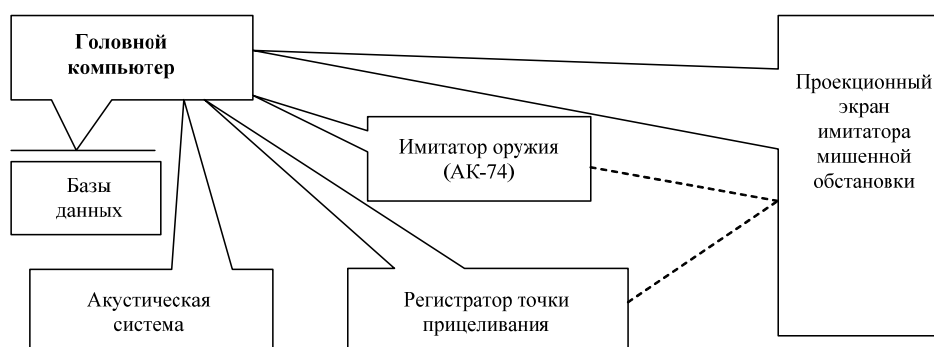 Головной
компьютер
Проекционный
экран
имитатора
мишенной
обстановки
Имитатор оружия
(АК-74)
Базы
данных
Акустическая
система
Регистратор точки
прицеливания